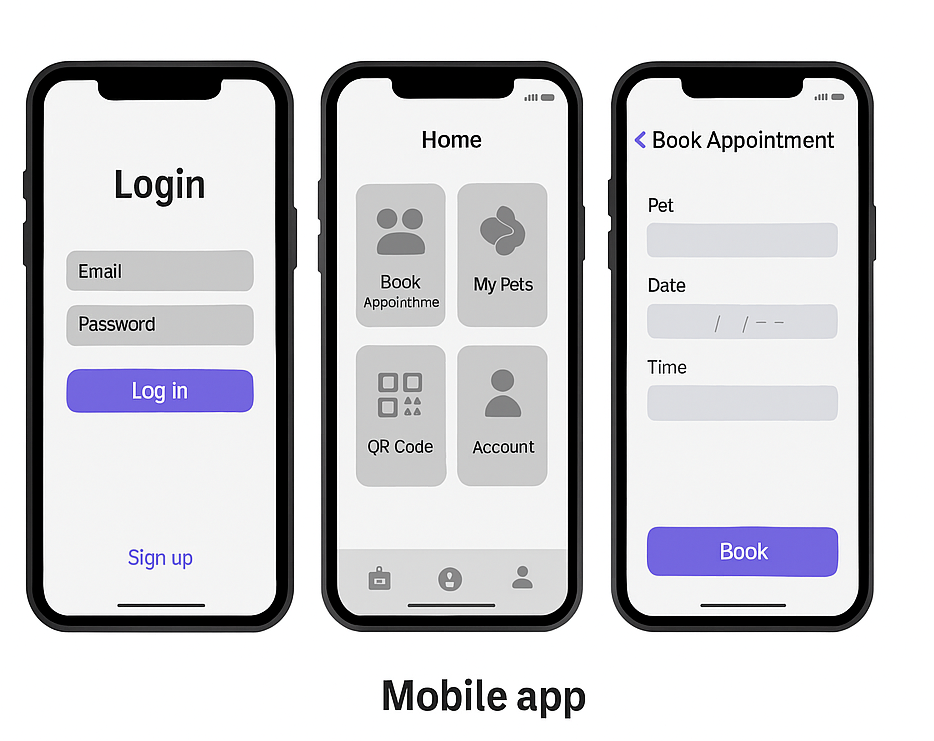 Login
Email
Password
Log in
Sign up
Home
Book
Appointhme
My Pets
QR Code
Account
Book Appointment
Pet
Date
/ / – –
Time
Book
Mobile app